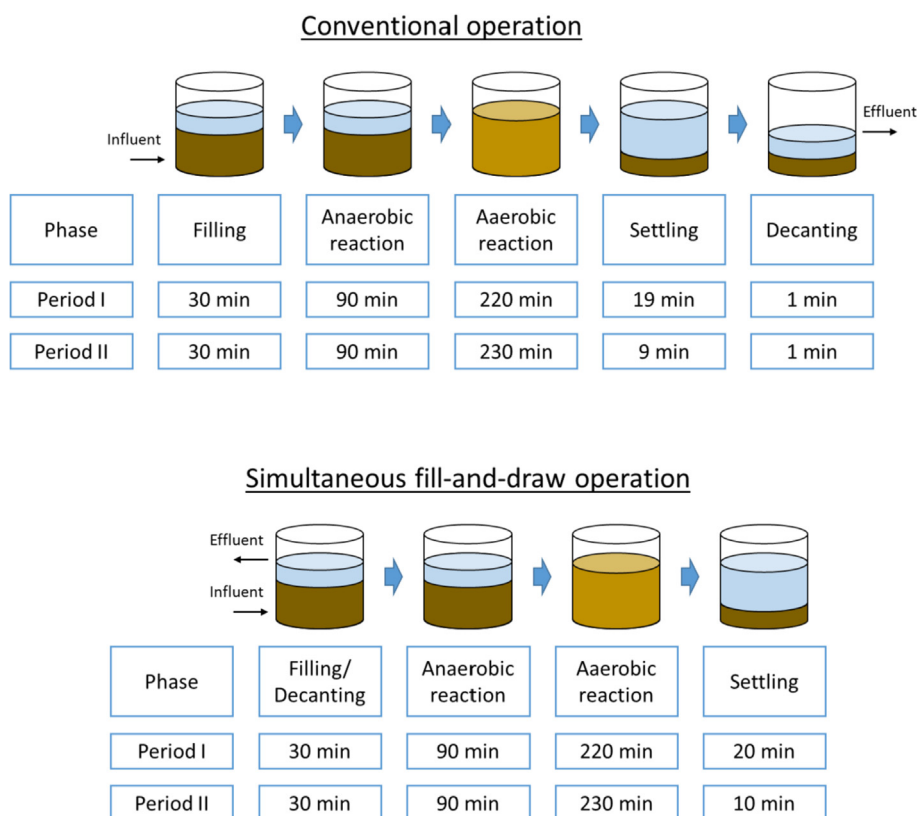 Conventional operation
Influent
Effluent
Phase
Filling
Anaerobic
reaction
Aaerobic
reaction
Settling
Decanting
Period I
30 min
90 min
220 min
19 min
1 min
Period II
30 min
90 min
230 min
9 min
1 min
Simultaneous fill-and-draw operation
Effluent
Influent
Phase
Filling/
Decanting
Anaerobic
reaction
Aaerobic
reaction
Settling
Period I
30 min
90 min
220 min
20 min
Period II
30 min
90 min
230 min
10 min